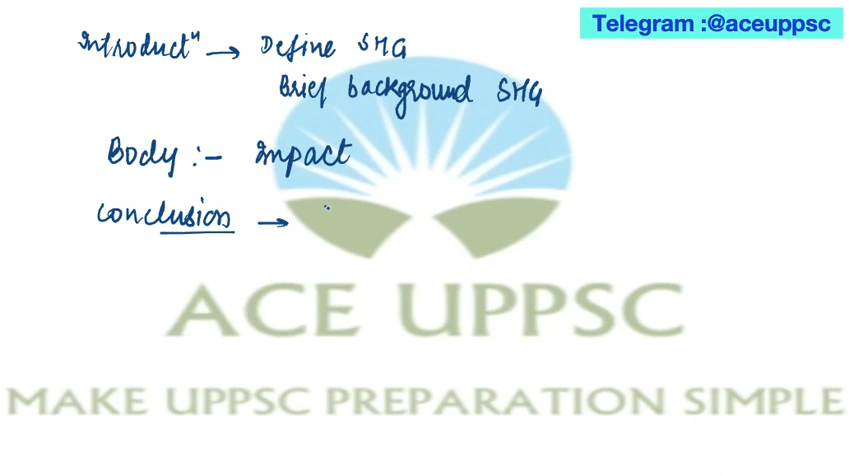 Telegram :@aceuppsc
Introductⁿ → Define SHG
Brief background SHG
Body :- Impact
Conclusion →
ACE UPPSC
MAKE UPPSC PREPARATION SIMPLE